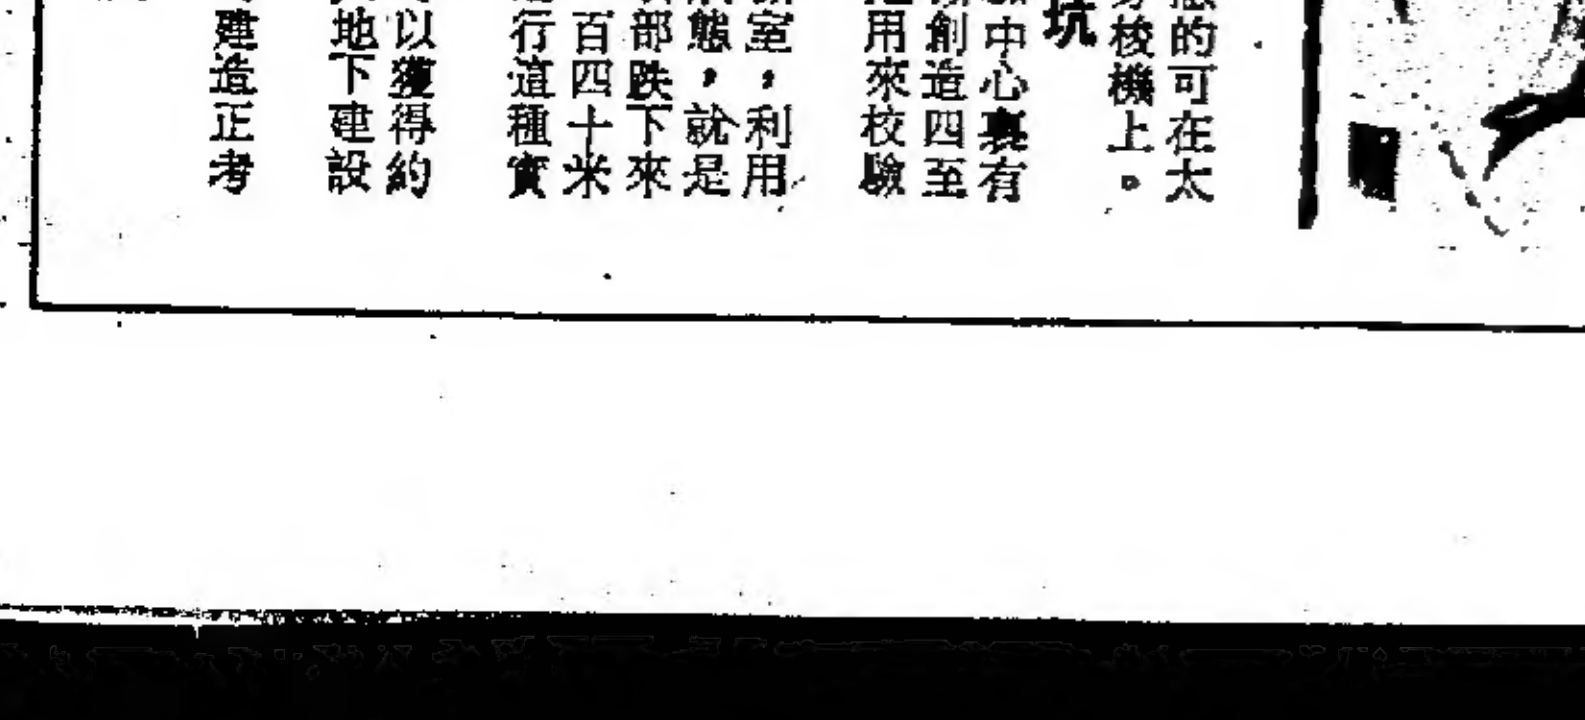 的可在太
梭機上。
坑
中心裏有
創造四至
用來校驗
室，利用
態，就是
部跌下來
百四十米
行這種實
以獲得約
地下建設
建造正考